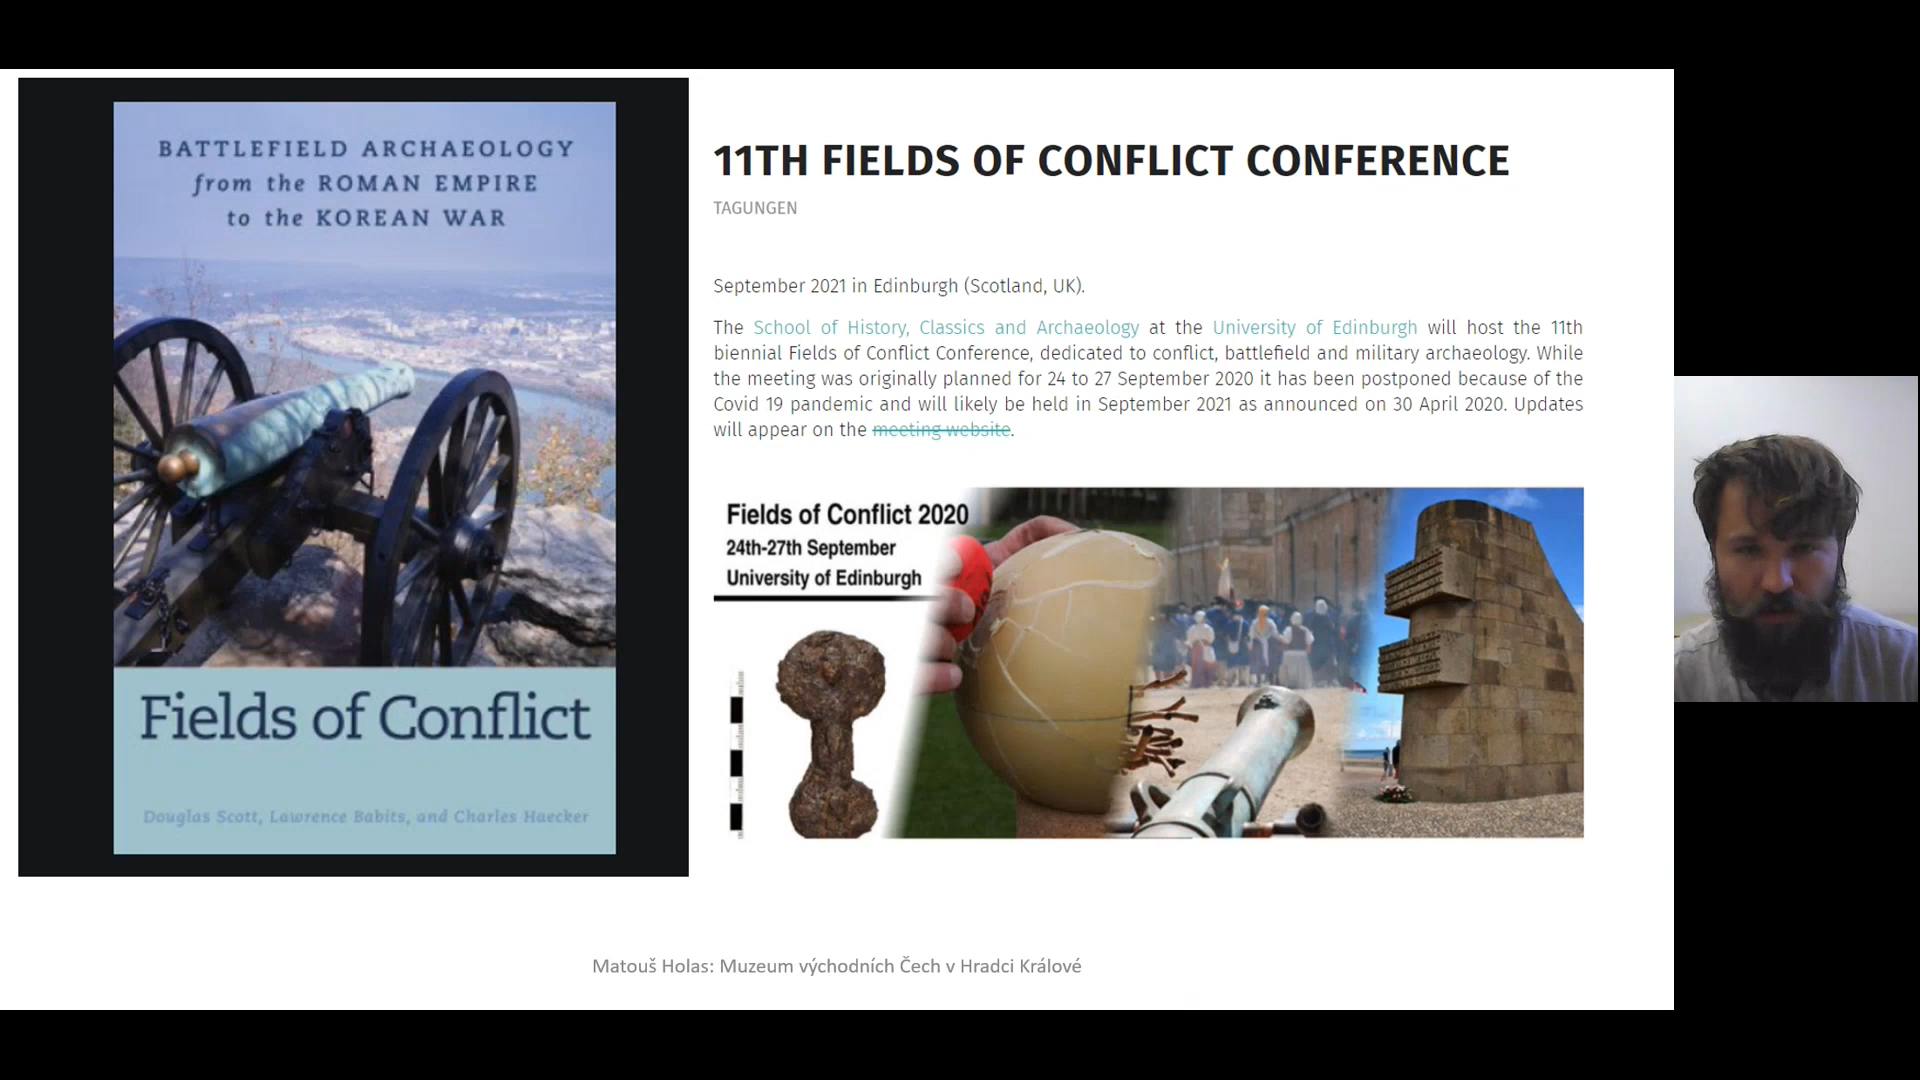 BATTLEFIELD ARCHAEOLOGY
from the ROMAN EMPIRE
to the KOREAN WAR
Fields of Conflict
Douglas Scott, Lawrence Babits, and Charles Haecker
11TH FIELDS OF CONFLICT CONFERENCE
TAGUNGEN
September 2021 in Edinburgh (Scotland, UK).
The School of History, Classics and Archaeology at the University of Edinburgh will host the 11th
biennial Fields of Conflict Conference, dedicated to conflict, battlefield and military archaeology. While
the meeting was originally planned for 24 to 27 September 2020 it has been postponed because of the
Covid 19 pandemic and will likely be held in September 2021 as announced on 30 April 2020. Updates
will appear on the meeting website.
Fields of Conflict 2020
24th-27th September
University of Edinburgh
Matouš Holas: Muzeum východních Čech v Hradci Králové